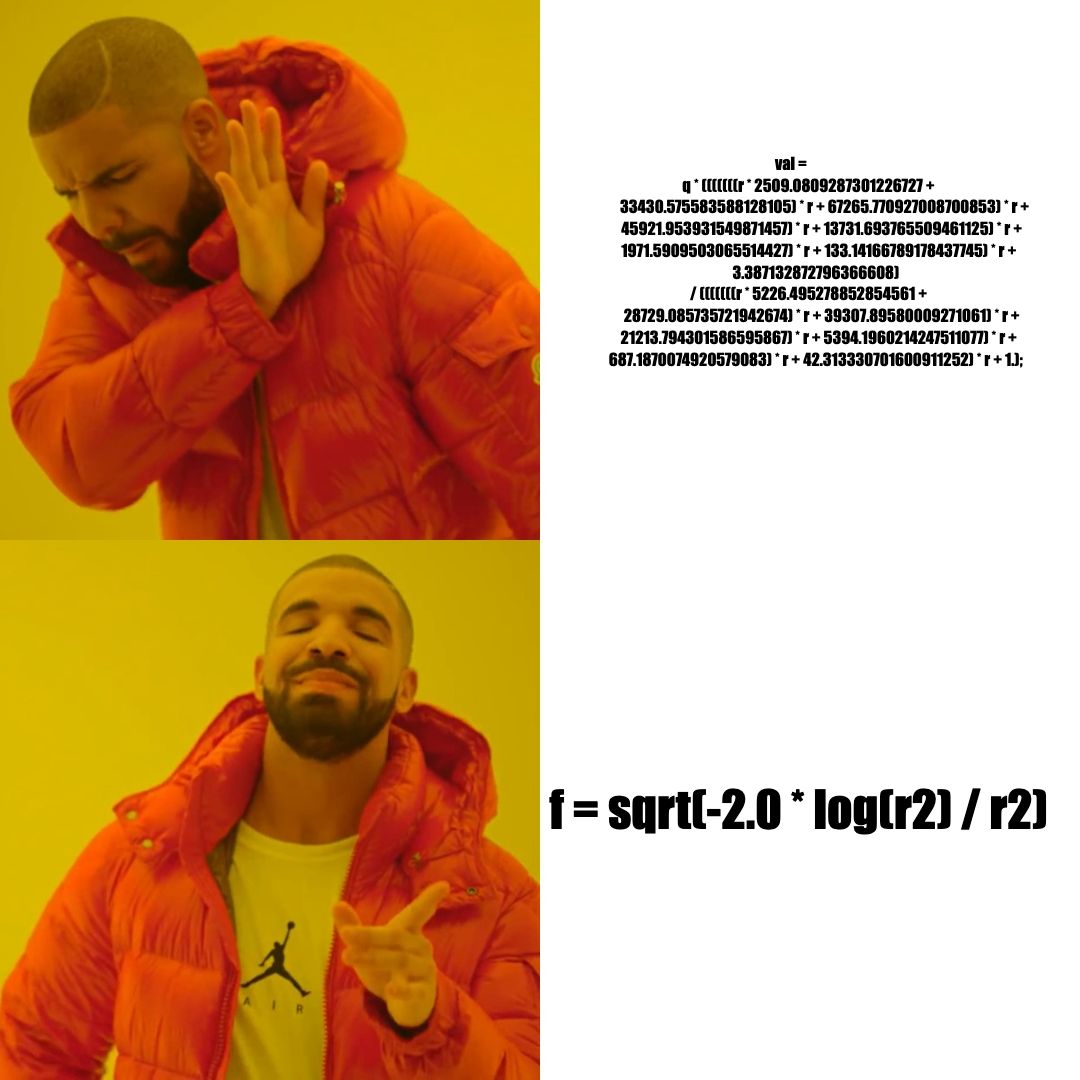 val =
q * (((((((r * 2509.0809287301226727 +
33430.575583588128105) * r + 67265.770927008700853) * r +
45921.953931549871457) * r + 13731.693765509461125) * r +
1971.5909503065514427) * r + 133.14166789178437745) * r +
3.387132872796366608)
/ (((((((r * 5226.495278852854561 +
28729.085735721942674) * r + 39307.89580009271061) * r +
21213.794301586595867) * r + 5394.1960214247511077) * r +
687.1870074920579083) * r + 42.313330701600911252) * r + 1.);
f = sqrt(-2.0 * log(r2) / r2)
A I R